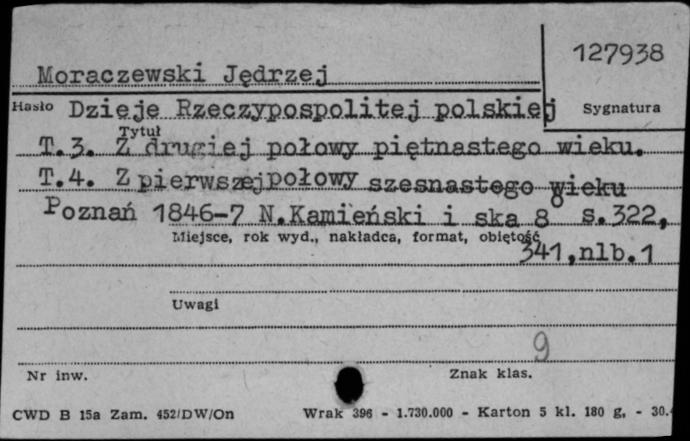 127938
Moraczewski Jędrzej
Hasło Dzieje Rzeczypospolitej polskiej Sygnatura
Tytuł
T.3. Z drugiej połowy piętnastego wieku.
T.4. Z pierwszej połowy szesnastego wieku
Poznań 1846-7 N.Kamieński i ska 8° s.322,
Miejsce, rok wyd., nakładca, format, objętość
341,nlb.1
Uwagi
9
Nr inw. Znak klas.
CWD B 15a Zam. 452/DW/On Wrak 396 - 1.730.000 - Karton 5 kl. 180 g, - 30.